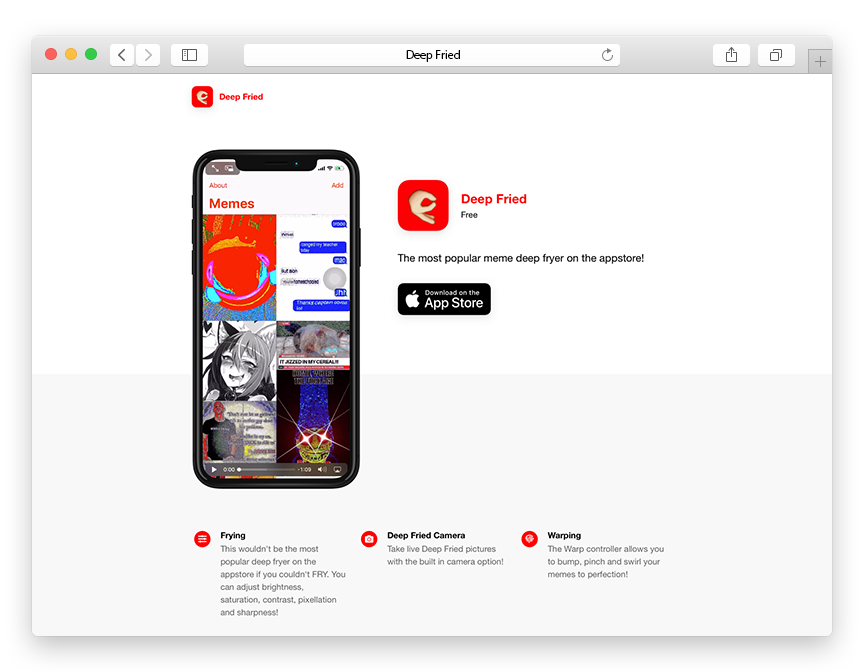 Deep Fried
Deep Fried
About
Add
Memes
But son
IT JIZZED IN MY CEREAL!!!
0:00
-1:09
Deep Fried
Free
The most popular meme deep fryer on the appstore!
Download on the
App Store
Frying
This wouldn't be the most
popular deep fryer on the
appstore if you couldn't FRY. You
can adjust brightness,
saturation, contrast, pixellation
and sharpness!
Deep Fried Camera
Take live Deep Fried pictures
with the built in camera option!
Warping
The Warp controller allows you
to bump, pinch and swirl your
memes to perfection!